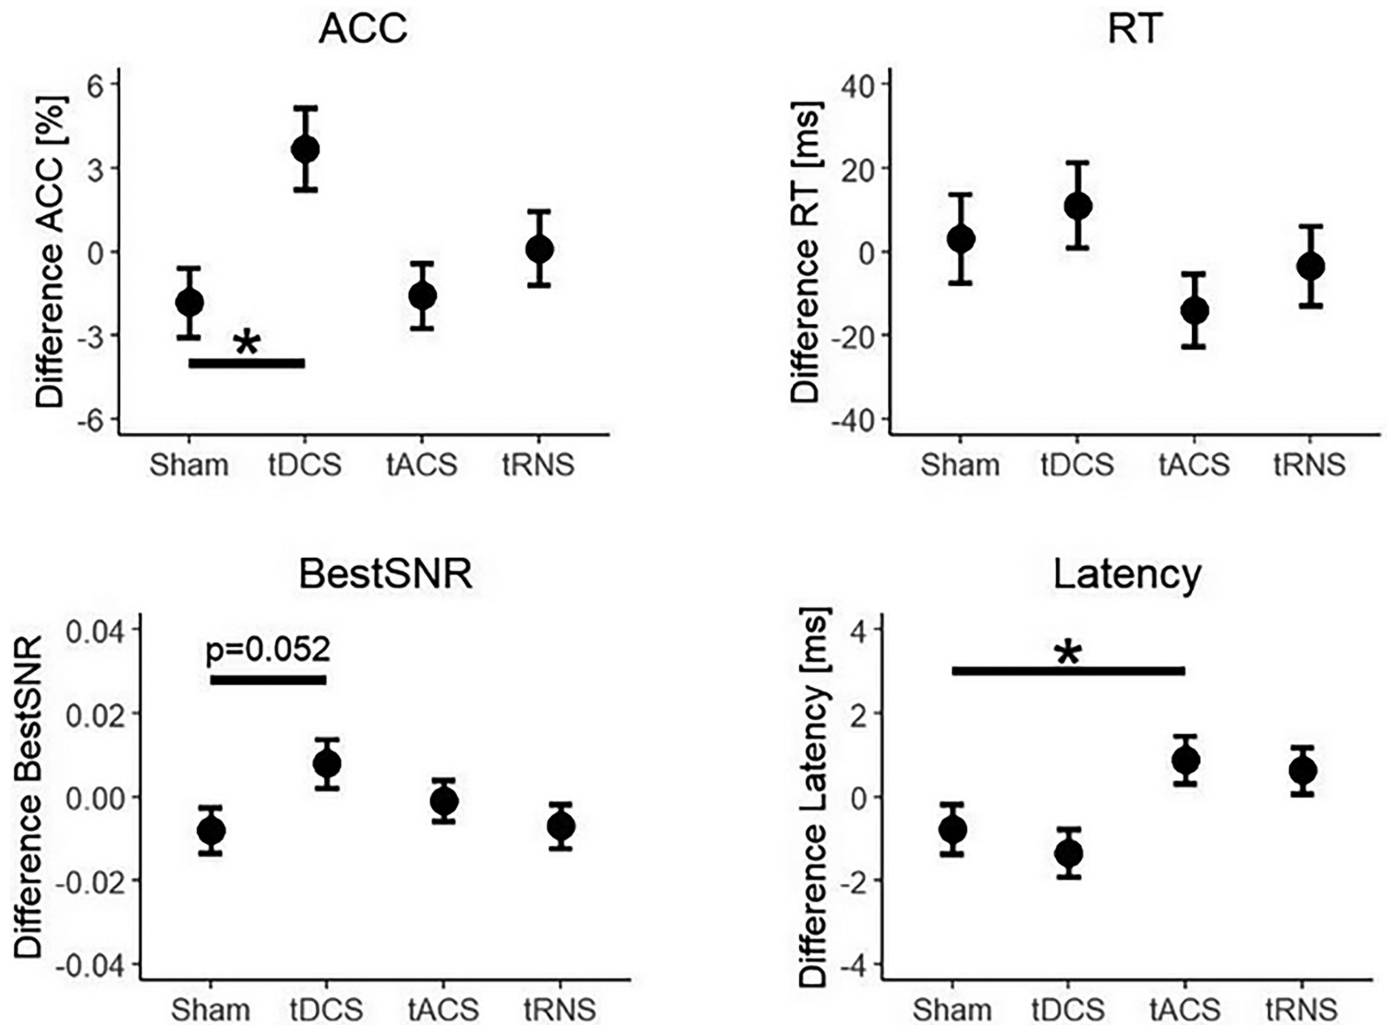 ACC
Difference ACC [%]
6
3
0
-3
-6
*
Sham tDCS tACS tRNS
RT
Difference RT [ms]
40
20
0
-20
-40
Sham tDCS tACS tRNS
BestSNR
Difference BestSNR
0.04
0.02
0.00
-0.02
-0.04
p=0.052
Sham tDCS tACS tRNS
Latency
Difference Latency [ms]
4
2
0
-2
-4
*
Sham tDCS tACS tRNS